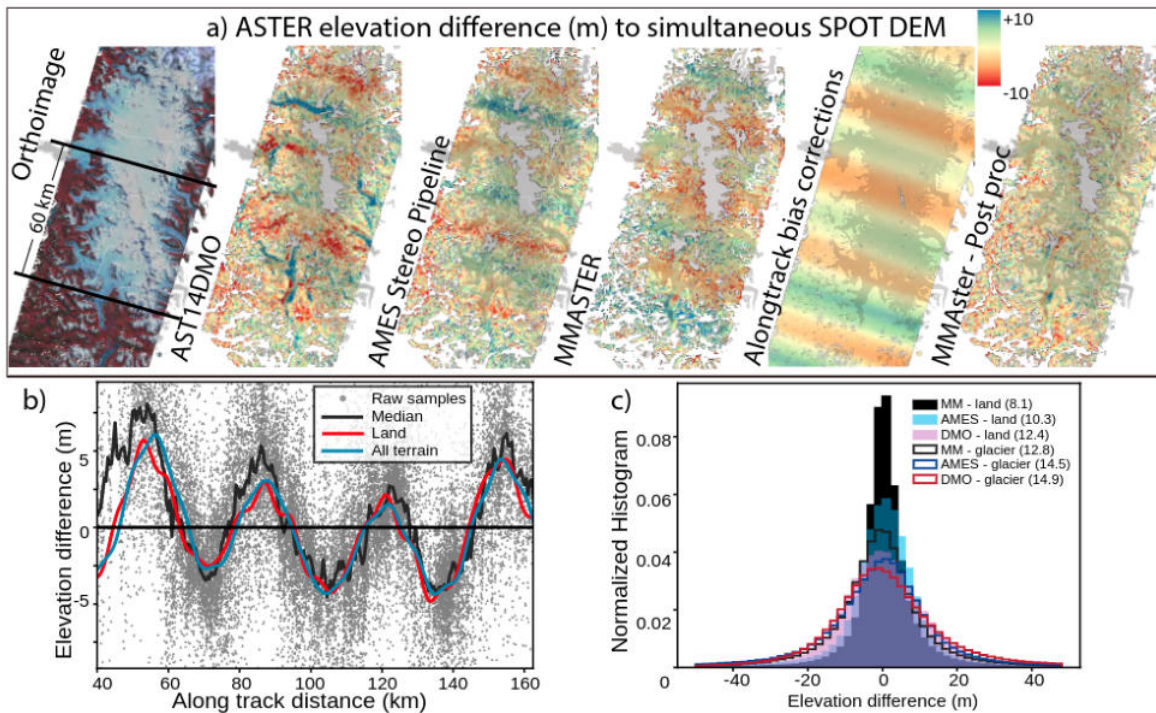 a) ASTER elevation difference (m) to simultaneous SPOT DEM
+10
-10
Orthoimage
60 km
AST14DMO
AMES Stereo Pipeline
MMASTER
Alongtrack bias corrections
MMAster - Post proc
b)
Raw samples
Median
Land
All terrain
Elevation difference (m)
5
0
-5
40
60
80
100
120
140
160
Along track distance (km)
c)
MM - land (8.1)
AMES - land (10.3)
DMO - land (12.4)
MM - glacier (12.8)
AMES - glacier (14.5)
DMO - glacier (14.9)
Normalized Histogram
0.08
0.06
0.04
0.02
0
-40
-20
0
20
40
Elevation difference (m)